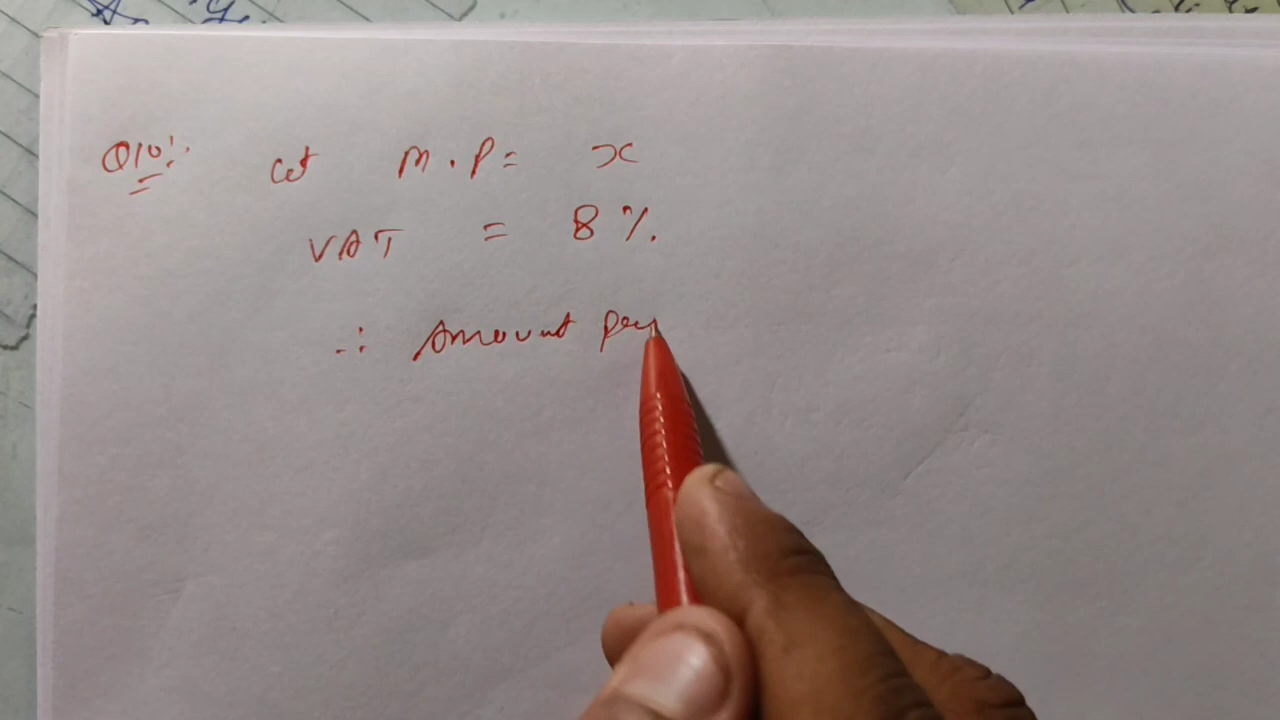 Q10:
Let M.P = x
VAT = 8%.
∴ Amount pay